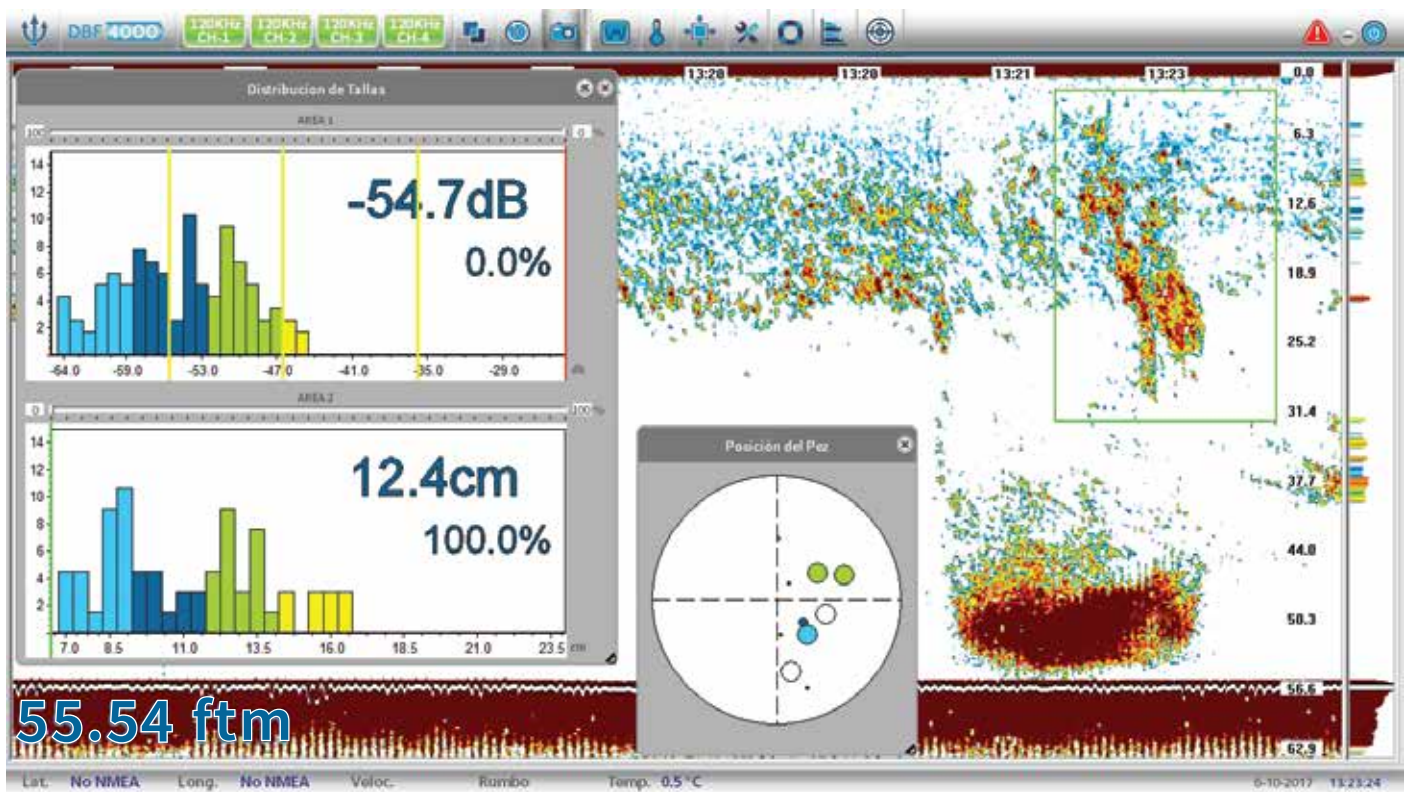 DBF 4000 120KHz CH-1 120KHz CH-2 120KHz CH-3 120KHz CH-4
13:20 13:20 13:21 13:23 0.0
Distribucion de Tallas
AREA 1
100 0 %
14
12
10
8
6
4
2
-54.7dB
0.0%
-64.0 -59.0 -53.0 -47.0 -41.0 -35.0 -29.0
AREA 2
0 100 %
14
12
10
8
6
4
2
12.4cm
100.0%
7.0 8.5 11.0 13.5 16.0 18.5 21.0 23.5 cm
Posición del Pez
6.3
12.6
18.9
25.2
31.4
37.7
44.0
50.3
56.6
62.9
55.54 ftm
Lat. No NMEA Long. No NMEA Veloc. Rumbo Temp. 0.5 °C 6-10-2017 13:23:24